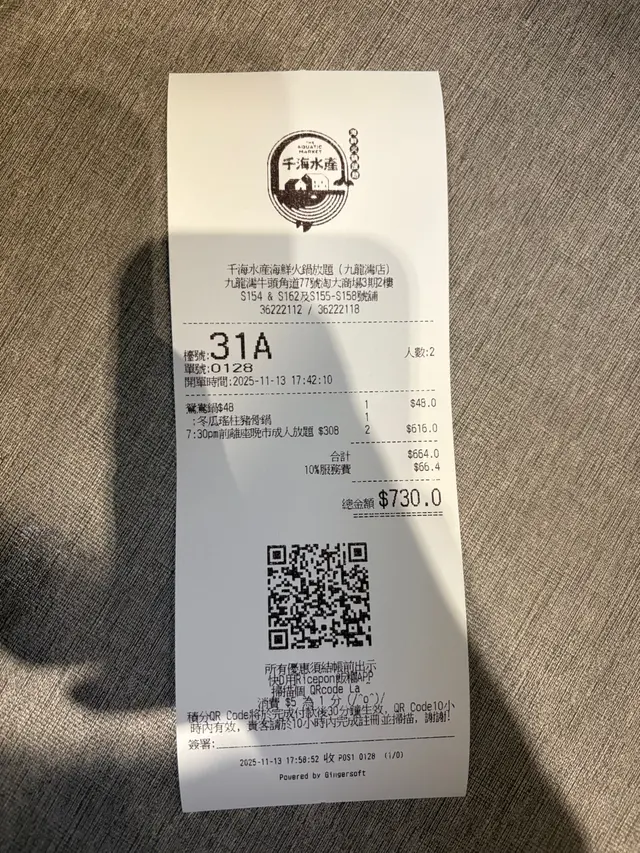 THE
AQUATIC
MARKET
千海水產
千海水產海鮮火鍋放題（九龍灣店）
九龍灣牛頭角道77號淘大商場3期2樓
S154 & S162及S155-S158號舖
36222112 / 36222118
檯號:31A 人數:2
單號:0128
開單時間:2025-11-13 17:42:10
鴛鴦鍋$48 1 $48.0
:冬瓜瑤柱豬骨鍋 1
7:30pm前離座晚市成人放題 $308 2 $616.0
合計 $664.0
10%服務費 $66.4
總金額 $730.0
所有優惠須結帳前出示
快D用Ricepon飯糰APP
掃描個 QRcode La
消費 $5 為 1 分 (/^o^)/
積分QR Code將於完成付款後30分鐘生效, QR Code10小
時內有效, 貴客請於10小時內完成註冊並掃描, 謝謝!
簽署:
2025-11-13 17:50:52 收 POS1 0128 (1/0)
Powered by Gingersoft